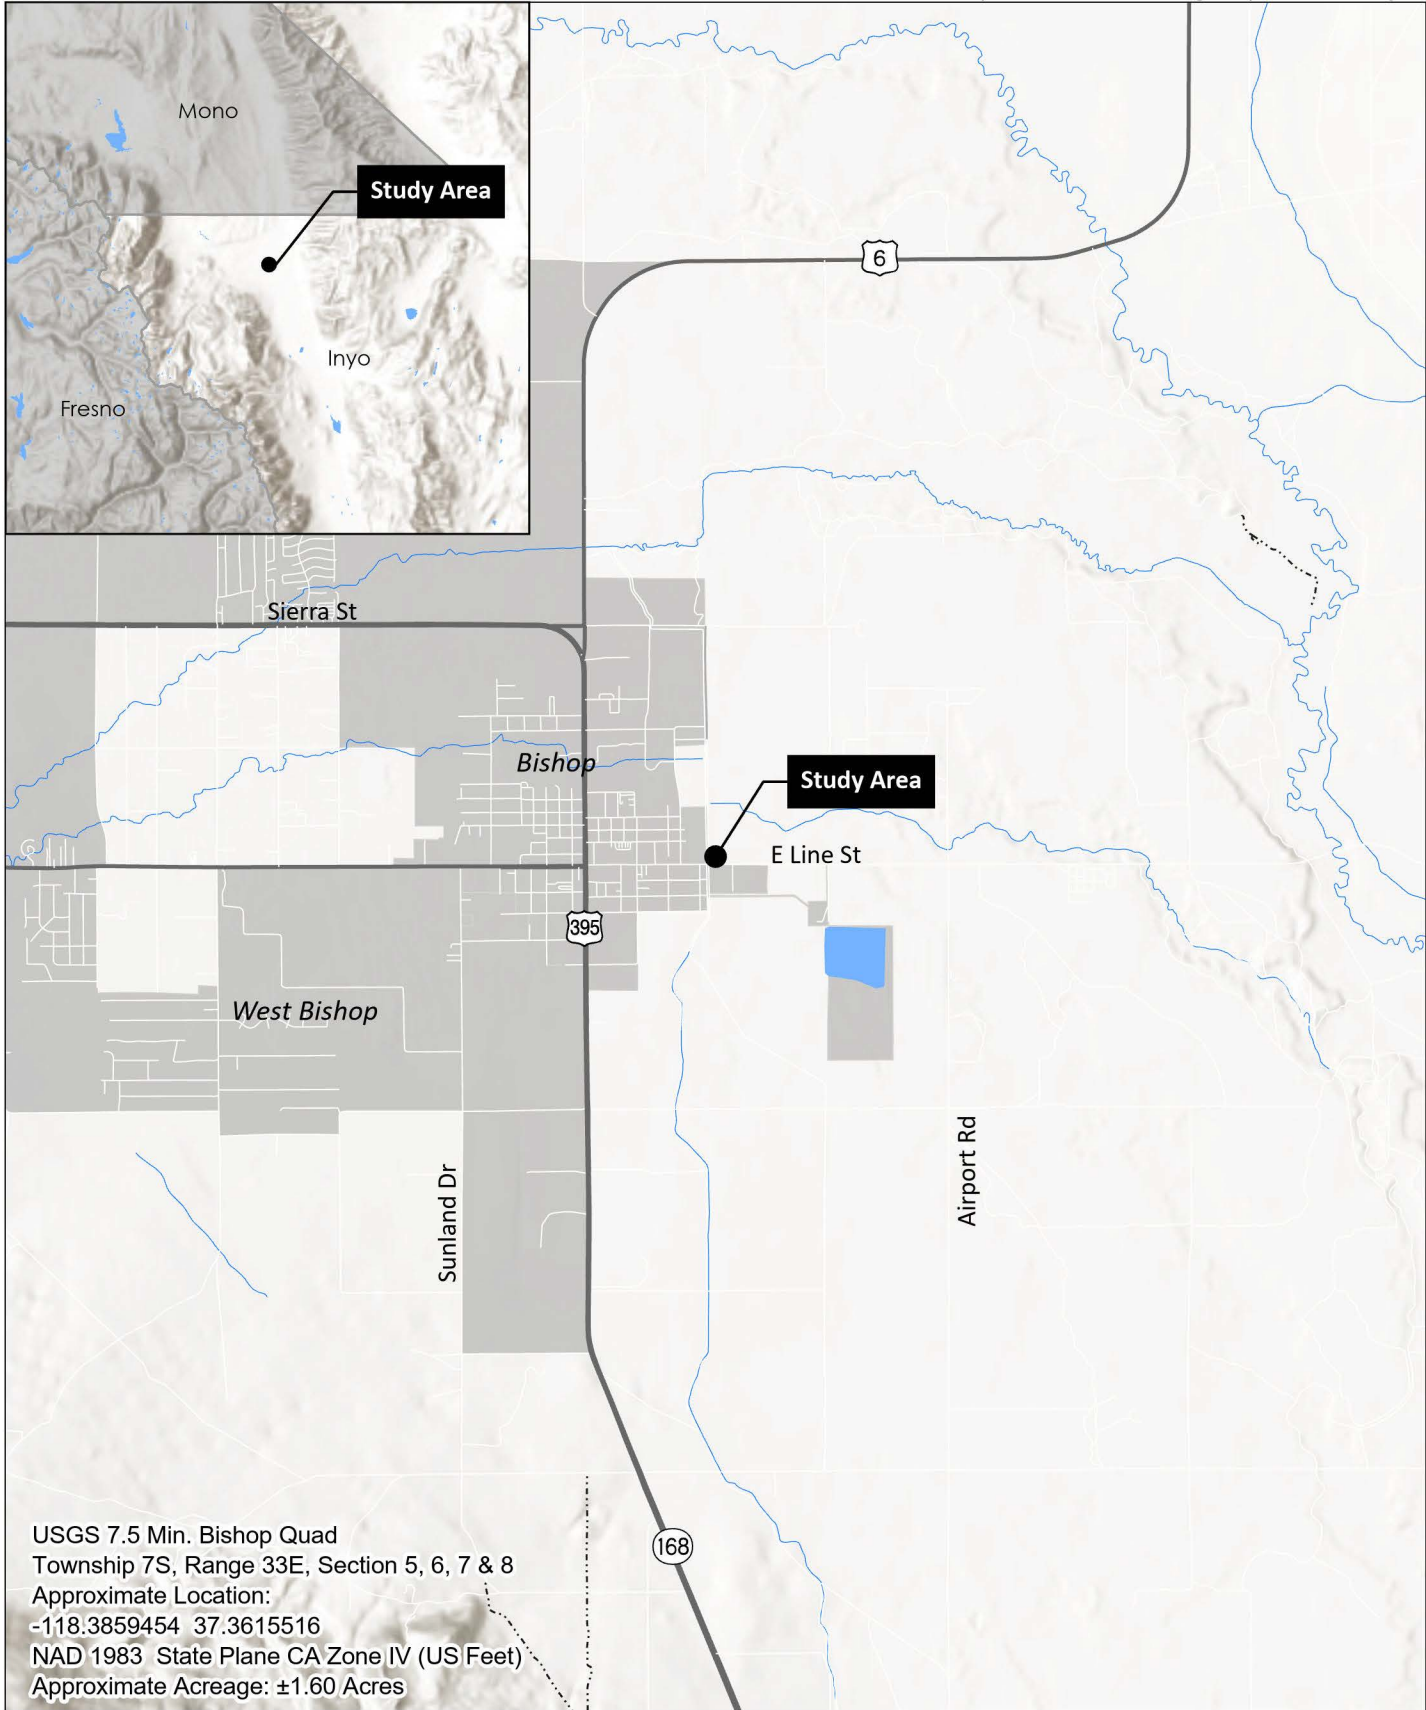 Mono
Study Area
Inyo
Fresno
6
Sierra St
Bishop
Study Area
E Line St
395
West Bishop
Sunland Dr
Airport Rd
168
USGS 7.5 Min. Bishop Quad
Township 7S, Range 33E, Section 5, 6, 7 & 8
Approximate Location:
-118.3859454 37.3615516
NAD 1983 State Plane CA Zone IV (US Feet)
Approximate Acreage: ±1.60 Acres